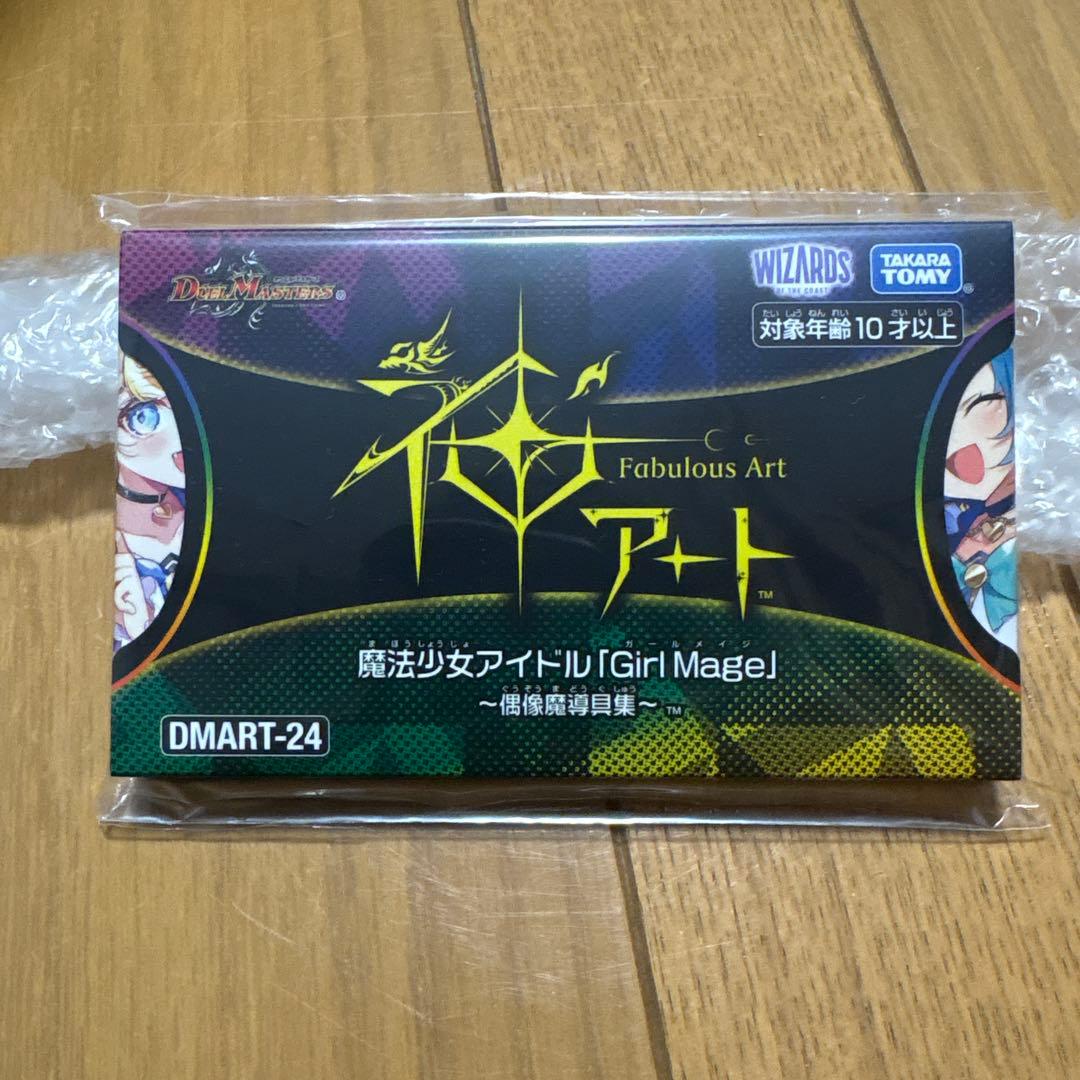 DUEL MASTERS
WIZARDS
OF THE COAST
TAKARA
TOMY
たい しょう ねん れい さい い じょう
対象年齢10才以上
神
Fabulous Art
アート
TM
ま ほう しょう じょ ガールメイジ
魔法少女アイドル「Girl Mage」
ぐう ぞう ま どう ぐ しゅう
～偶像魔導具集～ TM
DMART-24